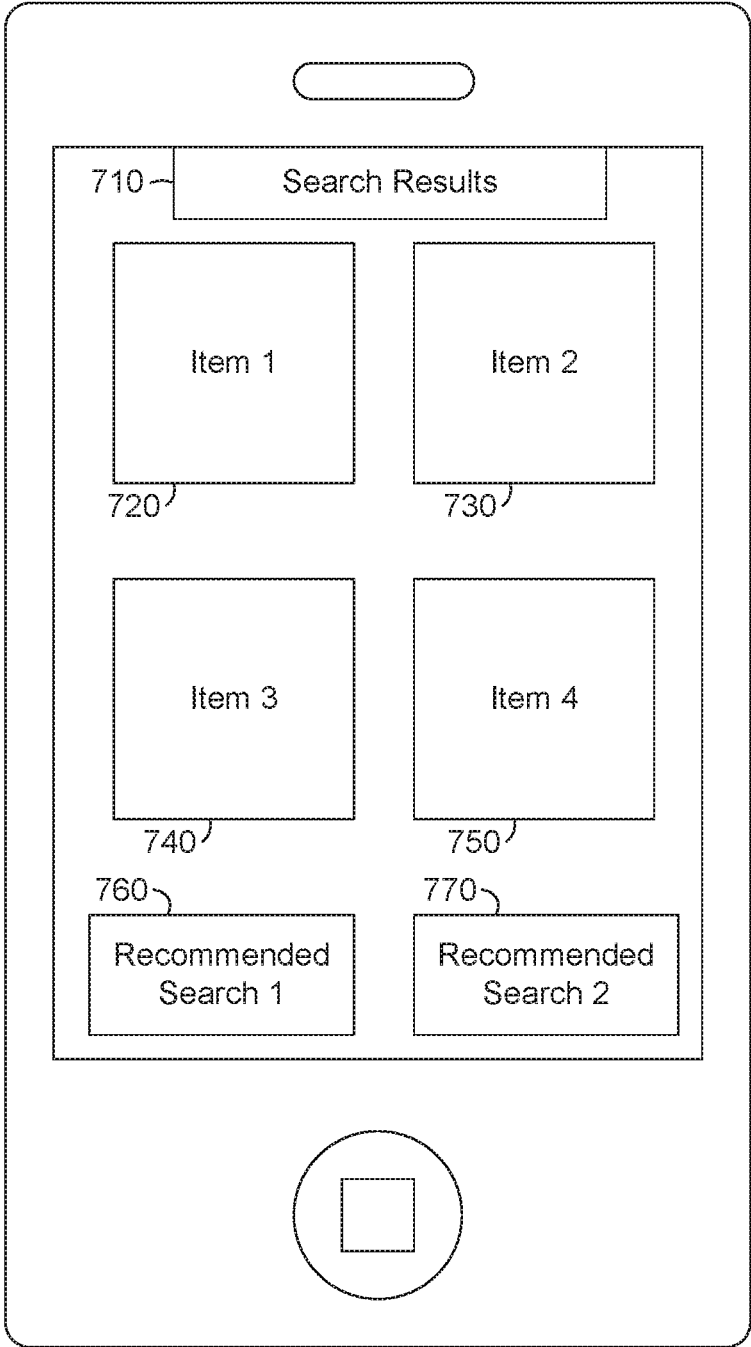 710
Search Results
Item 1
Item 2
720
730
Item 3
Item 4
740
750
760
770
Recommended
Search 1
Recommended
Search 2